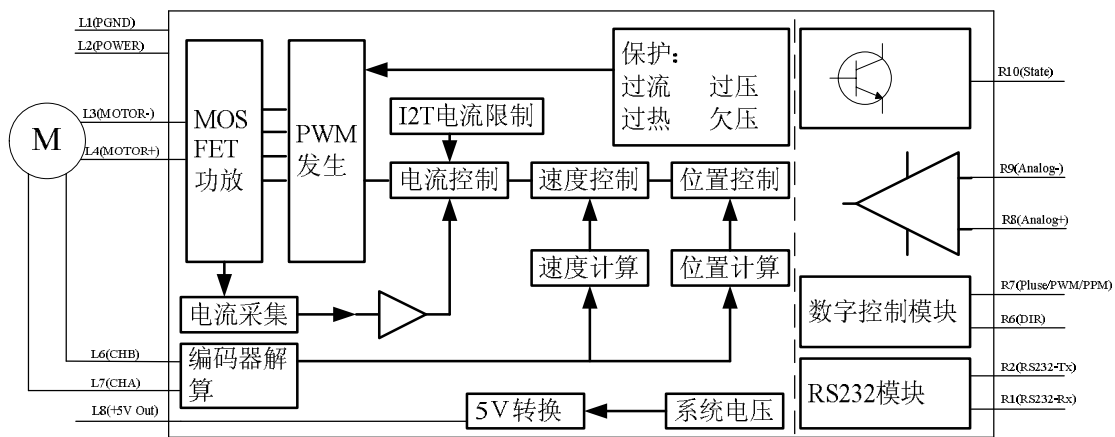 L1(PGND)
L2(POWER)
L3(MOTOR-)
L4(MOTOR+)
M
L6(CHB)
L7(CHA)
L8(+5V Out)
MOS
FET
功放
PWM
发生
保护：
过流 过压
过热 欠压
I2T电流限制
电流控制
速度控制
位置控制
速度计算
位置计算
电流采集
编码器解
算
5V转换
系统电压
R10(State)
R9(Analog-)
R8(Analog+)
数字控制模块
R7(Pluse/PWM/PPM)
R6(DIR)
RS232模块
R2(RS232-Tx)
R1(RS232-Rx)